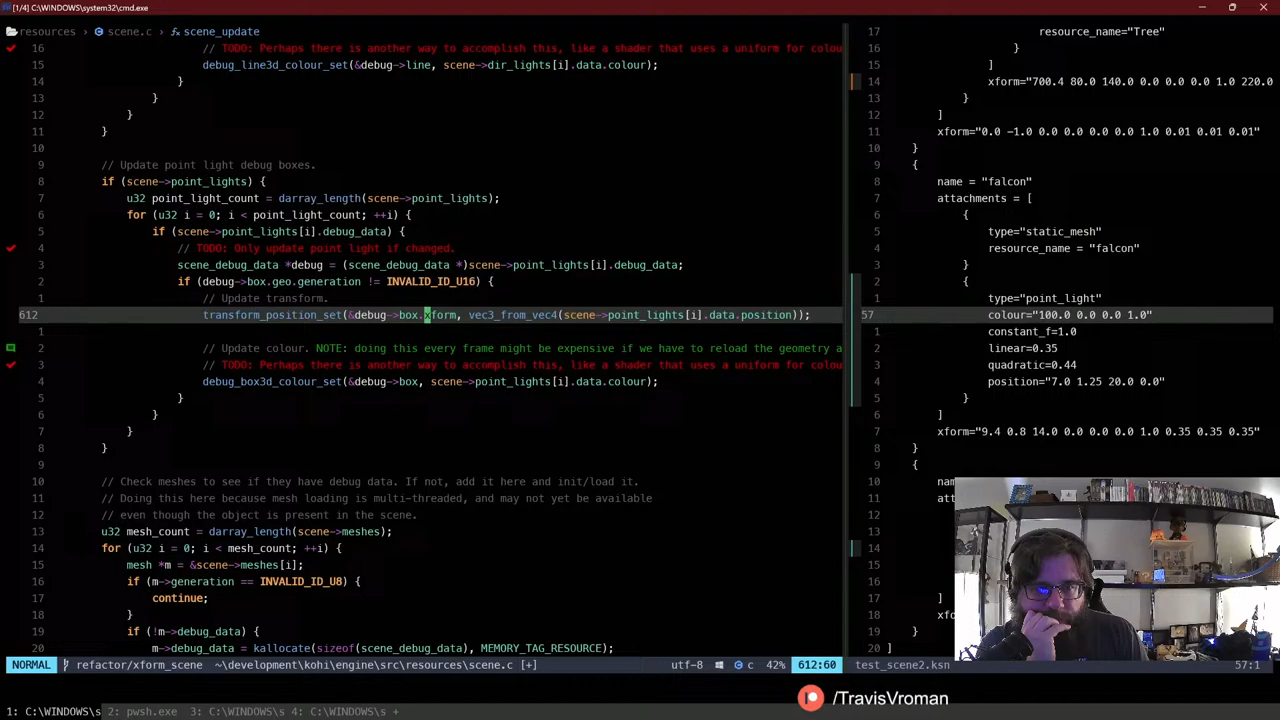 [1/4] C:\WINDOWS\system32\cmd.exe
resources > scene.c > scene_update
16 // TODO: Perhaps there is another way to accomplish this, like a shader that uses a uniform for colou
15 debug_line3d_colour_set(&debug->line, scene->dir_lights[i].data.colour);
14 }
13 }
12 }
11 }
10
9 // Update point light debug boxes.
8 if (scene->point_lights) {
7 u32 point_light_count = darray_length(scene->point_lights);
6 for (u32 i = 0; i < point_light_count; ++i) {
5 if (scene->point_lights[i].debug_data) {
4 // TODO: Only update point light if changed.
3 scene_debug_data *debug = (scene_debug_data *)scene->point_lights[i].debug_data;
2 if (debug->box.geo.generation != INVALID_ID_U16) {
1 // Update transform.
612 transform_position_set(&debug->box.xform, vec3_from_vec4(scene->point_lights[i].data.position));
1
2 // Update colour. NOTE: doing this every frame might be expensive if we have to reload the geometry a
3 // TODO: Perhaps there is another way to accomplish this, like a shader that uses a uniform for colou
4 debug_box3d_colour_set(&debug->box, scene->point_lights[i].data.colour);
5 }
6 }
7 }
8 }
9
10 // Check meshes to see if they have debug data. If not, add it here and init/load it.
11 // Doing this here because mesh loading is multi-threaded, and may not yet be available
12 // even though the object is present in the scene.
13 u32 mesh_count = darray_length(scene->meshes);
14 for (u32 i = 0; i < mesh_count; ++i) {
15 mesh *m = &scene->meshes[i];
16 if (m->generation == INVALID_ID_U8) {
17 continue;
18 }
19 if (!m->debug_data) {
20 m->debug_data = kallocate(sizeof(scene_debug_data), MEMORY_TAG_RESOURCE);
NORMAL refactor/xform_scene ~\development\kohi\engine\src\resources\scene.c [+] utf-8 c 42% 612:60
17 resource_name="Tree"
16 }
15 ]
14 xform="700.4 80.0 140.0 0.0 0.0 0.0 1.0 220.0
13 }
12 ]
11 xform="0.0 -1.0 0.0 0.0 0.0 0.0 1.0 0.01 0.01 0.01"
10 }
9 {
8 name = "falcon"
7 attachments = [
6 {
5 type="static_mesh"
4 resource_name = "falcon"
3 }
2 {
1 type="point_light"
57 colour="100.0 0.0 0.0 1.0"
1 constant_f=1.0
2 linear=0.35
3 quadratic=0.44
4 position="7.0 1.25 20.0 0.0"
5 }
6 ]
7 xform="9.4 0.8 14.0 0.0 0.0 0.0 1.0 0.35 0.35 0.35"
8 }
9 {
10 na
11 att
12
13
14
15
16
17 ]
18 xf
19 }
20 ]
test_scene2.ksn 57:1
/TravisVroman
1: C:\WINDOWS\s 2: pwsh.exe 3: C:\WINDOWS\s 4: C:\WINDOWS\s +